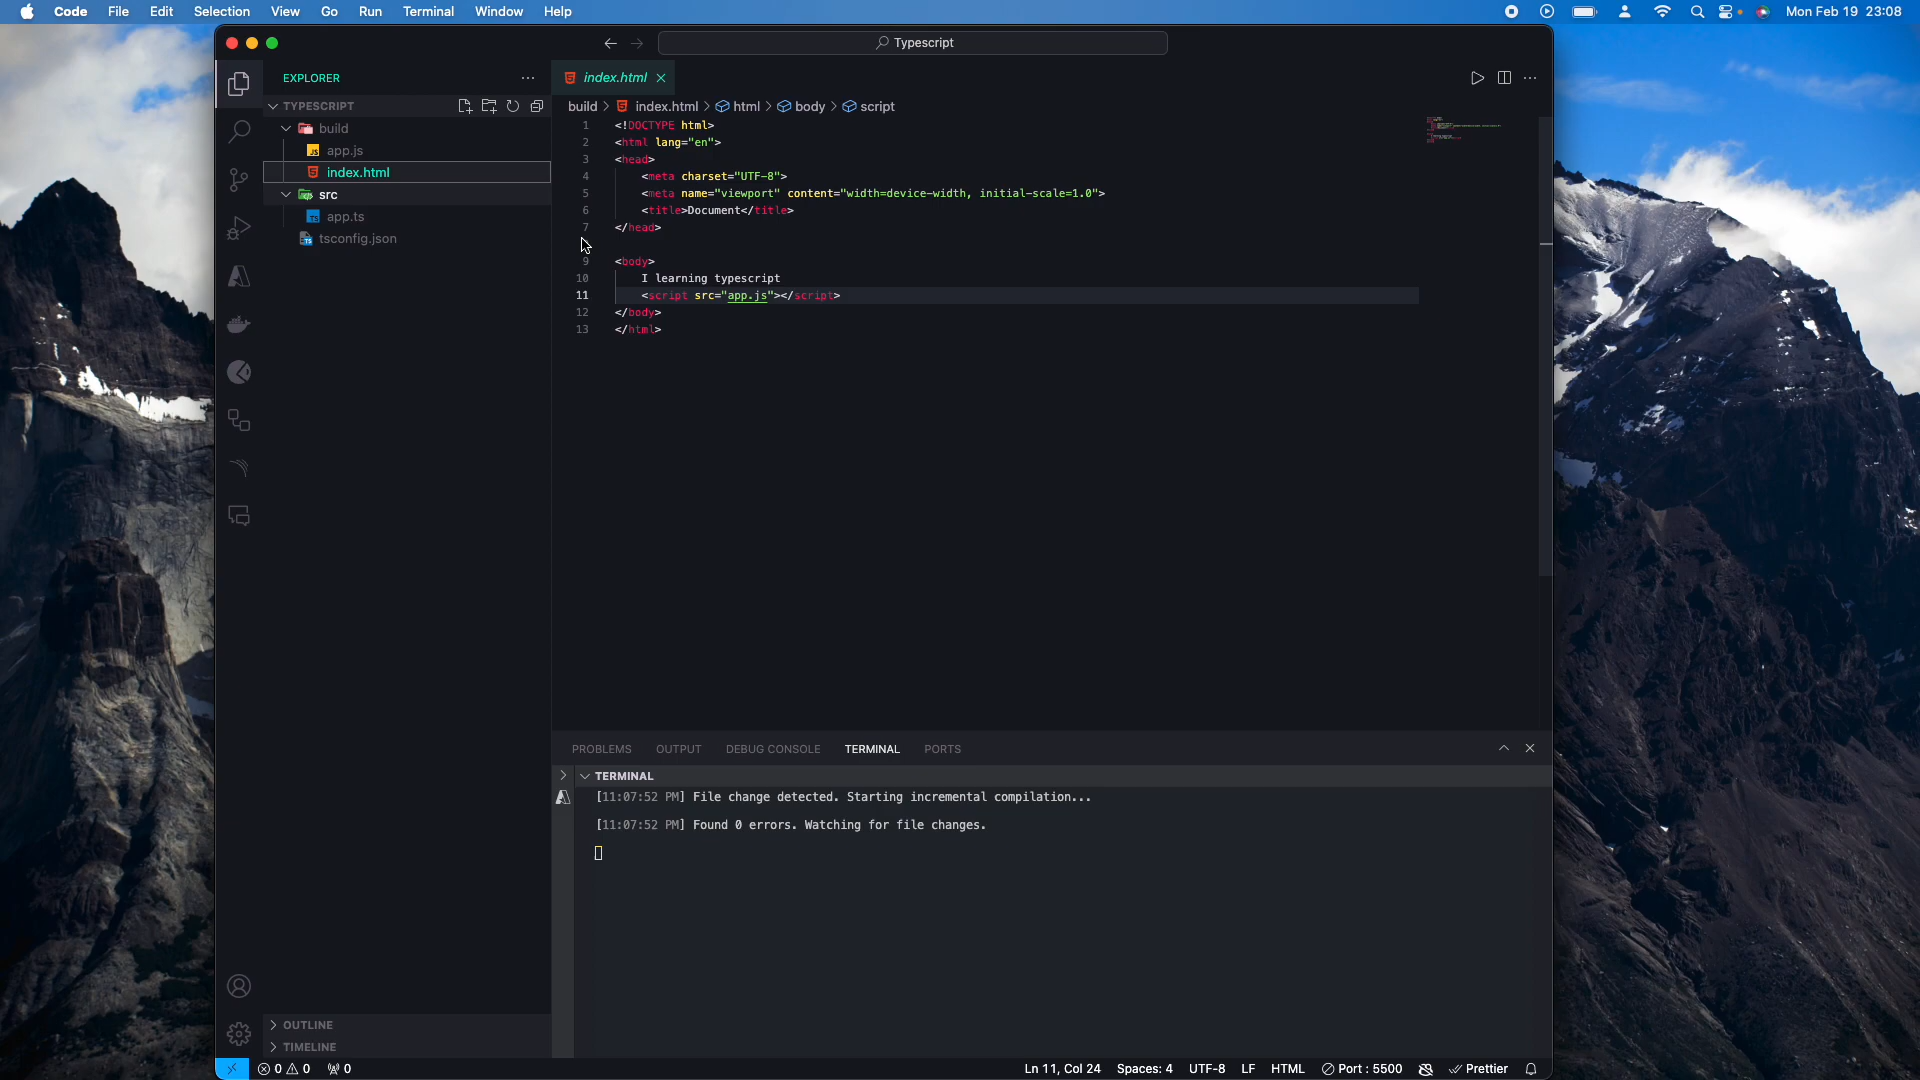 Code File Edit Selection View Go Run Terminal Window Help Mon Feb 19 23:08
Typescript
EXPLORER
TYPESCRIPT
build
app.js
index.html
src
app.ts
tsconfig.json
OUTLINE
TIMELINE
index.html
build > index.html > html > body > script
1 <!DOCTYPE html>
2 <html lang="en">
3 <head>
4 <meta charset="UTF-8">
5 <meta name="viewport" content="width=device-width, initial-scale=1.0">
6 <title>Document</title>
7 </head>
9 <body>
10 I learning typescript
11 <script src="app.js"></script>
12 </body>
13 </html>
PROBLEMS OUTPUT DEBUG CONSOLE TERMINAL PORTS
TERMINAL
[11:07:52 PM] File change detected. Starting incremental compilation...
[11:07:52 PM] Found 0 errors. Watching for file changes.
0 0 0 Ln 11, Col 24 Spaces: 4 UTF-8 LF HTML Port : 5500 Prettier